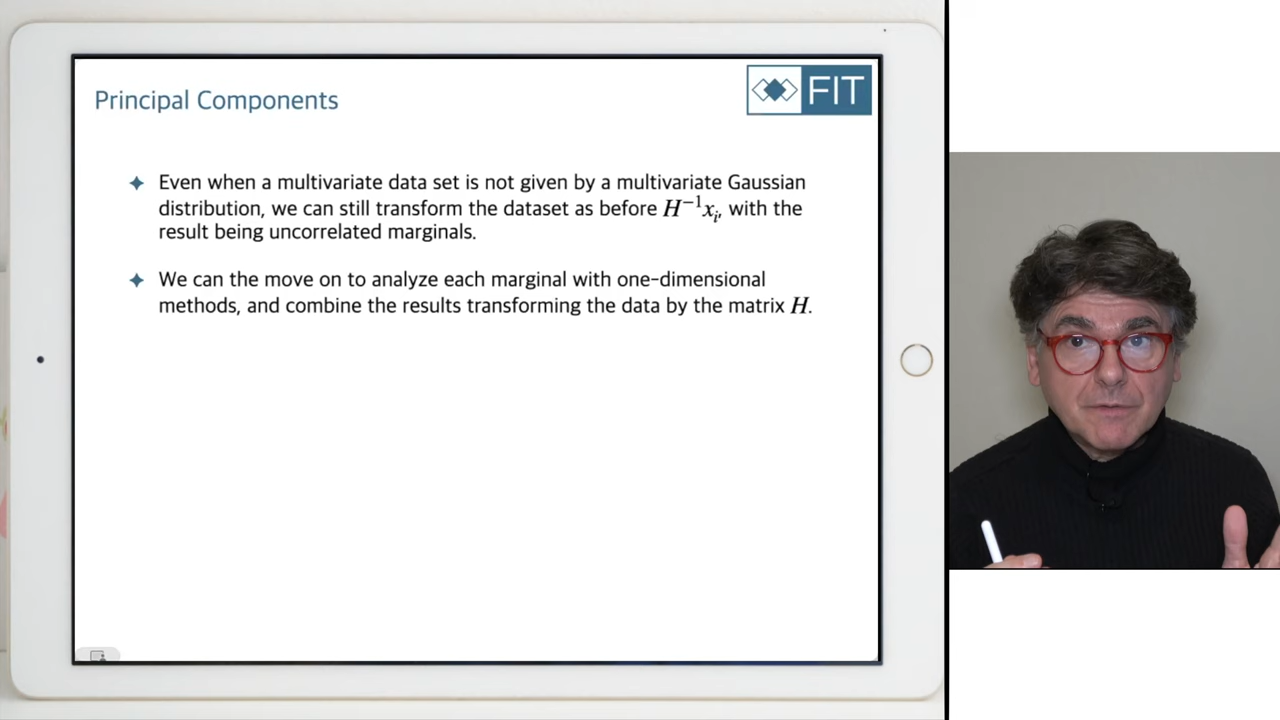 Principal Components
FIT
Even when a multivariate data set is not given by a multivariate Gaussian
distribution, we can still transform the dataset as before H⁻¹xᵢ, with the
result being uncorrelated marginals.
We can the move on to analyze each marginal with one-dimensional
methods, and combine the results transforming the data by the matrix H.